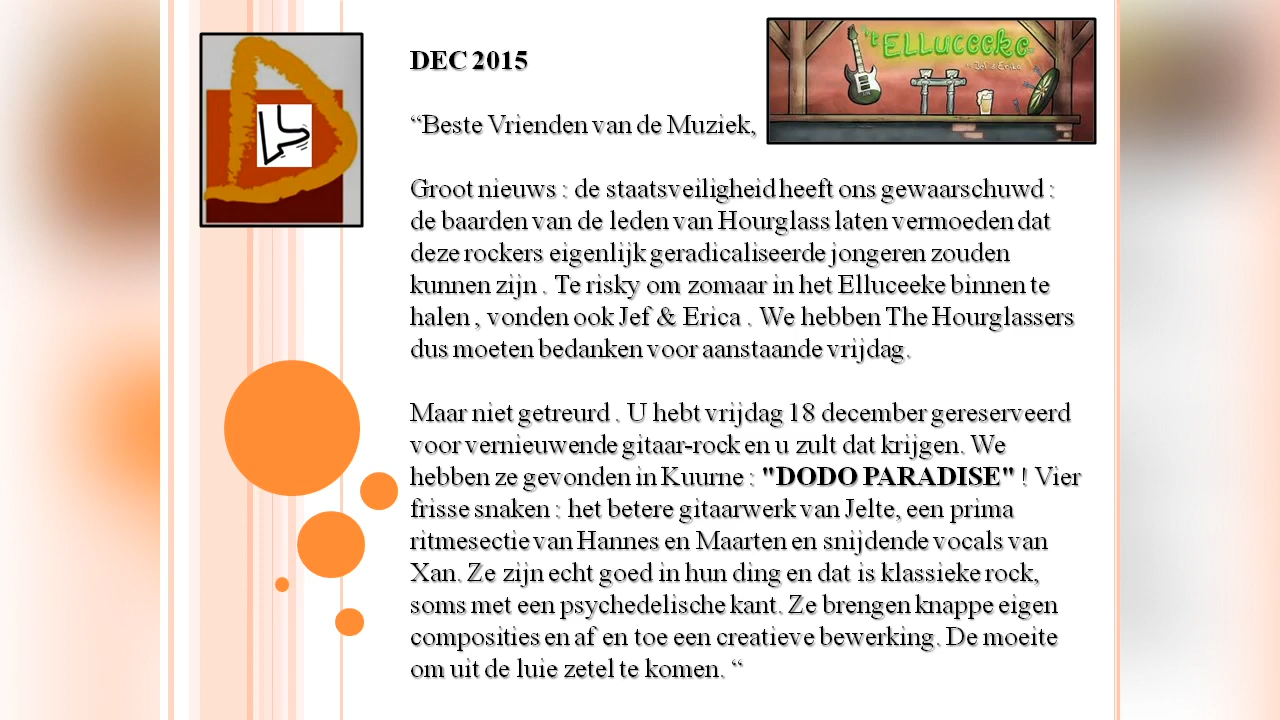 DEC 2015
't ELLUCEEKE
Jef & Erika
“Beste Vrienden van de Muziek,
Groot nieuws : de staatsveiligheid heeft ons gewaarschuwd :
de baarden van de leden van Hourglass laten vermoeden dat
deze rockers eigenlijk geradicaliseerde jongeren zouden
kunnen zijn . Te risky om zomaar in het Elluceeke binnen te
halen , vonden ook Jef & Erica . We hebben The Hourglassers
dus moeten bedanken voor aanstaande vrijdag.
Maar niet getreurd . U hebt vrijdag 18 december gereserveerd
voor vernieuwende gitaar-rock en u zult dat krijgen. We
hebben ze gevonden in Kuurne : "DODO PARADISE" ! Vier
frisse snaken : het betere gitaarwerk van Jelte, een prima
ritmesectie van Hannes en Maarten en snijdende vocals van
Xan. Ze zijn echt goed in hun ding en dat is klassieke rock,
soms met een psychedelische kant. Ze brengen knappe eigen
composities en af en toe een creatieve bewerking. De moeite
om uit de luie zetel te komen. “